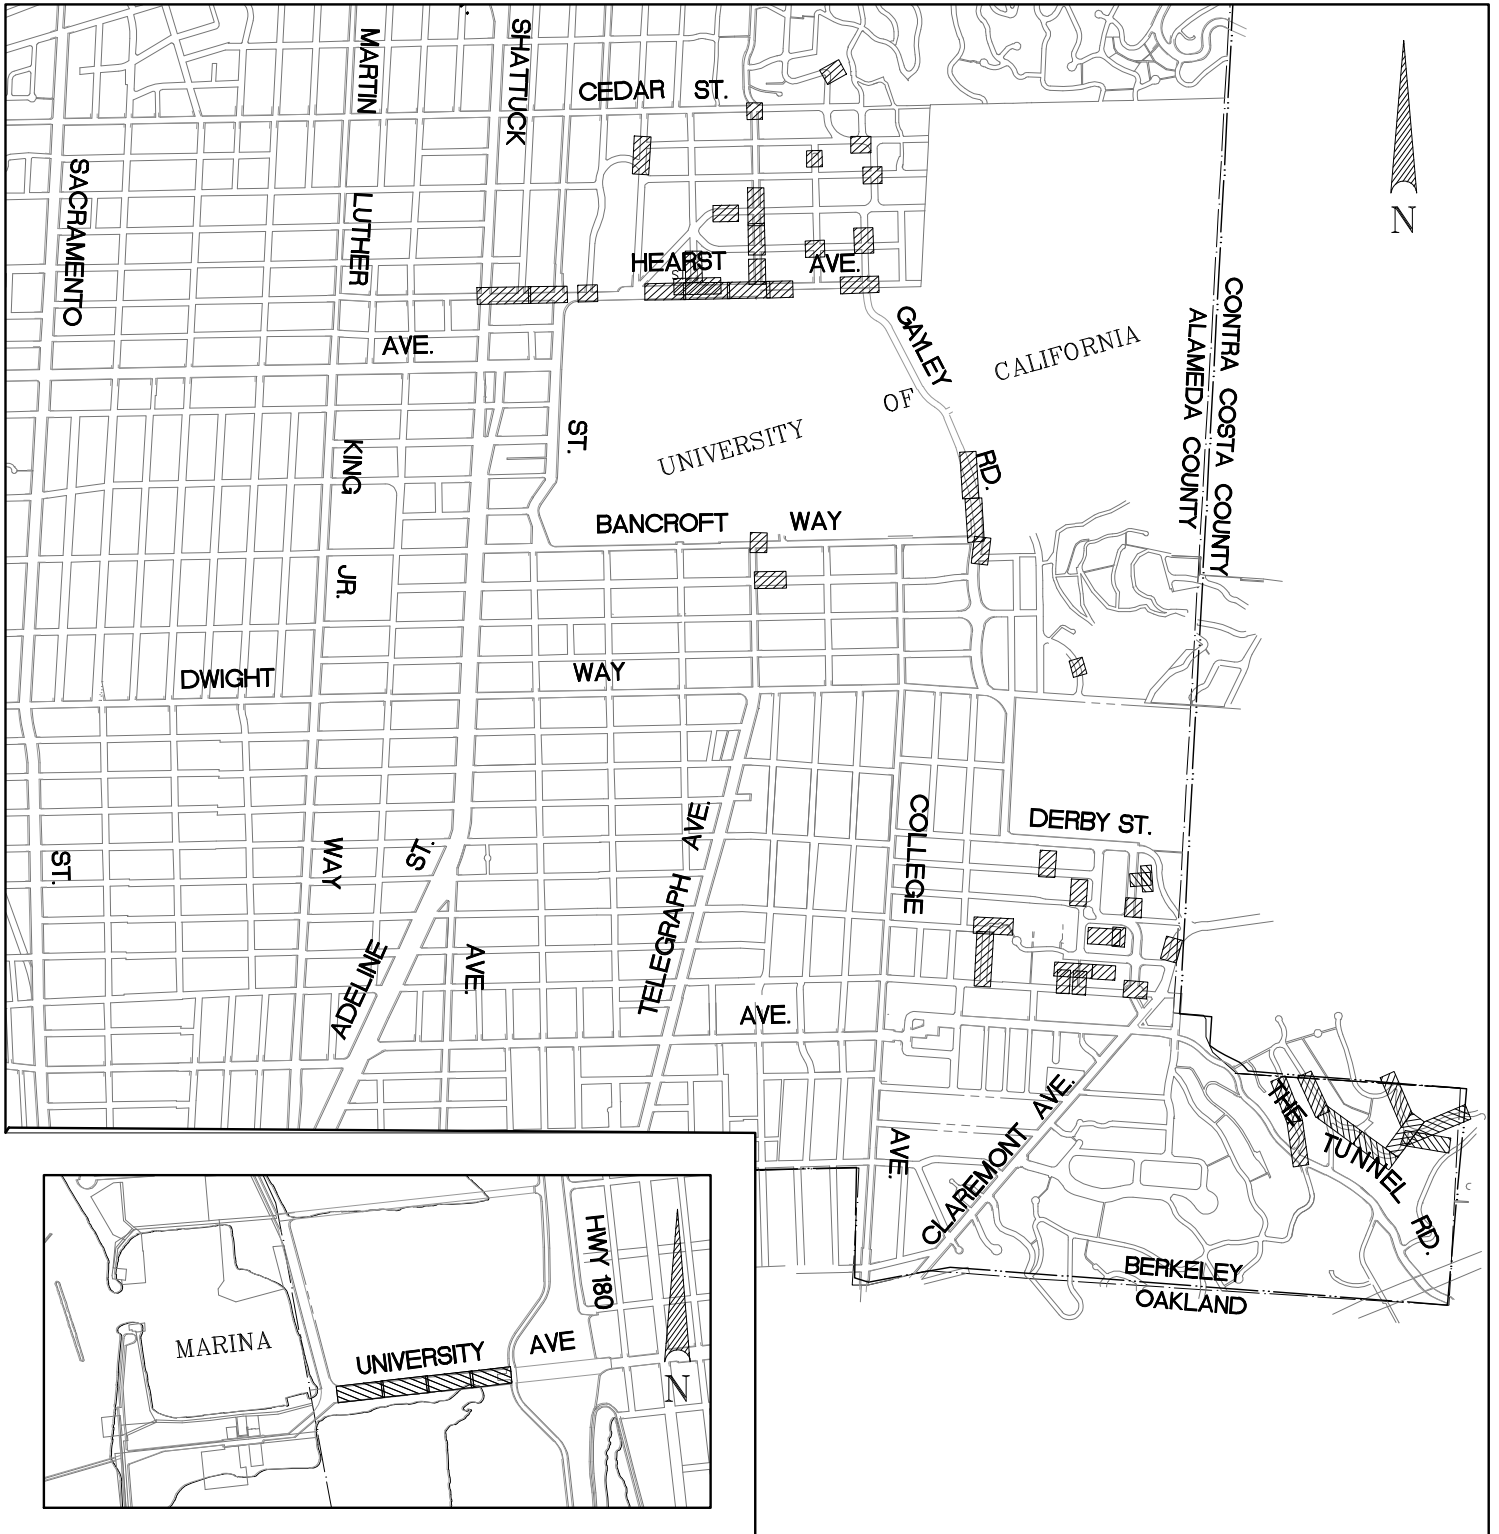 MARTIN
SHATTUCK
CEDAR ST.
SACRAMENTO
LUTHER
HEARST AVE.
N
AVE.
GAYLEY
CALIFORNIA
CONTRA COSTA COUNTY
ALAMEDA COUNTY
OF
UNIVERSITY
ST.
KING
RD.
BANCROFT WAY
JR.
DWIGHT WAY
COLLEGE
DERBY ST.
AVE.
ST.
WAY
ST.
TELEGRAPH
ADELINE
AVE.
AVE.
THE
TUNNEL
RD.
CLAREMONT AVE.
AVE.
BERKELEY
OAKLAND
HWY 180
MARINA
UNIVERSITY AVE
N